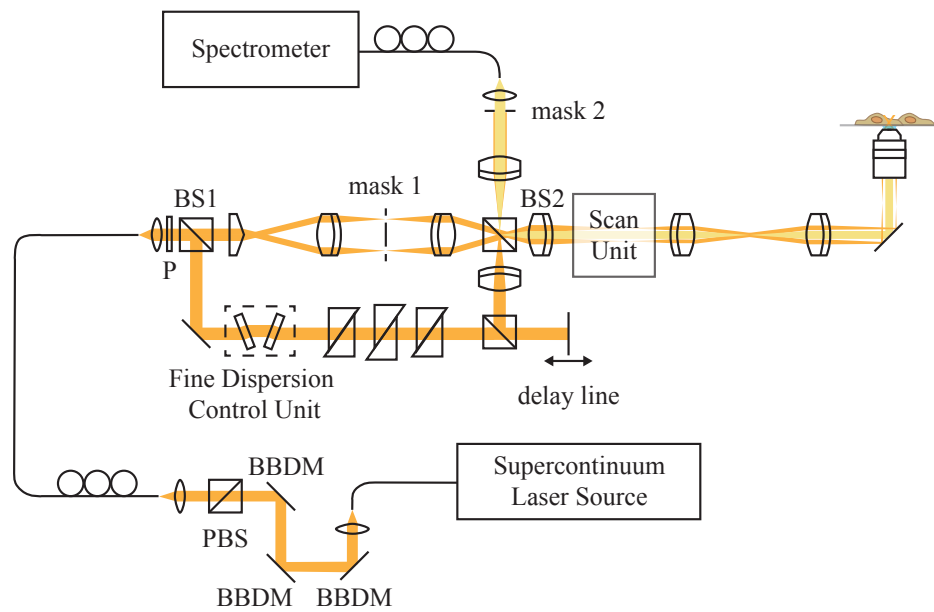 Spectrometer
mask 2
BS1
mask 1
BS2
Scan
Unit
P
Fine Dispersion
Control Unit
delay line
BBDM
Supercontinuum
Laser Source
PBS
BBDM
BBDM